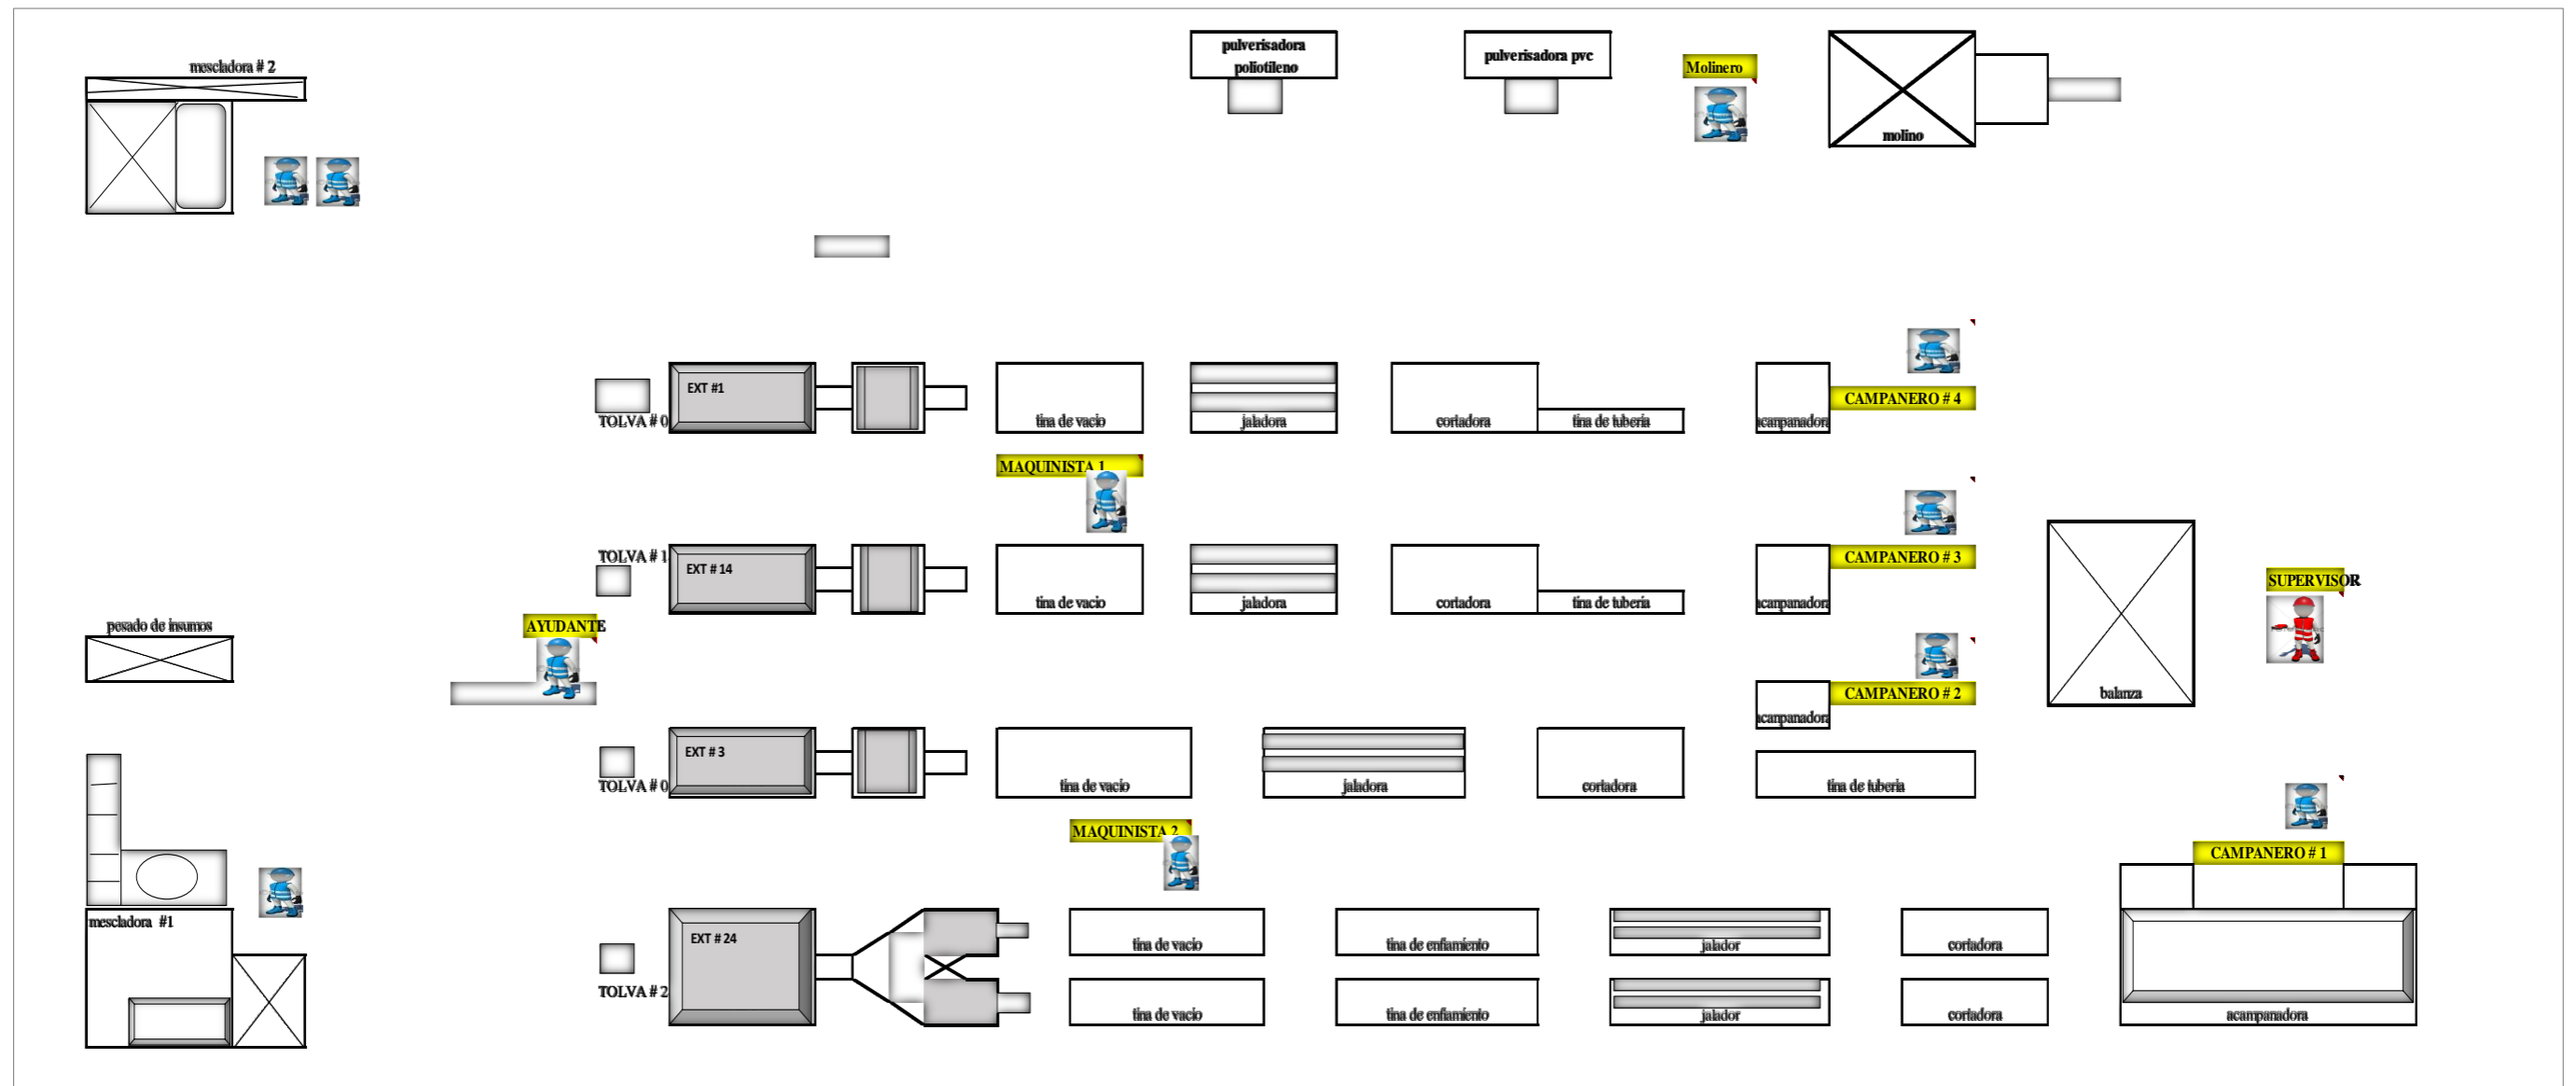 mescladora # 2
pulverisadora
poliotileno
pulverisadora pvc
Molinero
molino
EXT #1
TOLVA # 0
tina de vacio
jaladora
cortadora
tina de tuberia
acanpanadora
CAMPANERO # 4
MAQUINISTA 1
TOLVA # 1
EXT # 14
tina de vacio
jaladora
cortadora
tina de tuberia
acanpanadora
CAMPANERO # 3
SUPERVISOR
pesado de insumos
AYUDANTE
acanpanadora
CAMPANERO # 2
balanza
EXT # 3
TOLVA # 0
tina de vacio
jaladora
cortadora
tina de tuberia
MAQUINISTA 2
CAMPANERO # 1
mescladora #1
EXT # 24
TOLVA # 2
tina de vacio
tina de enfiamiento
jalador
cortadora
tina de vacio
tina de enfiamiento
jalador
cortadora
acampanadora